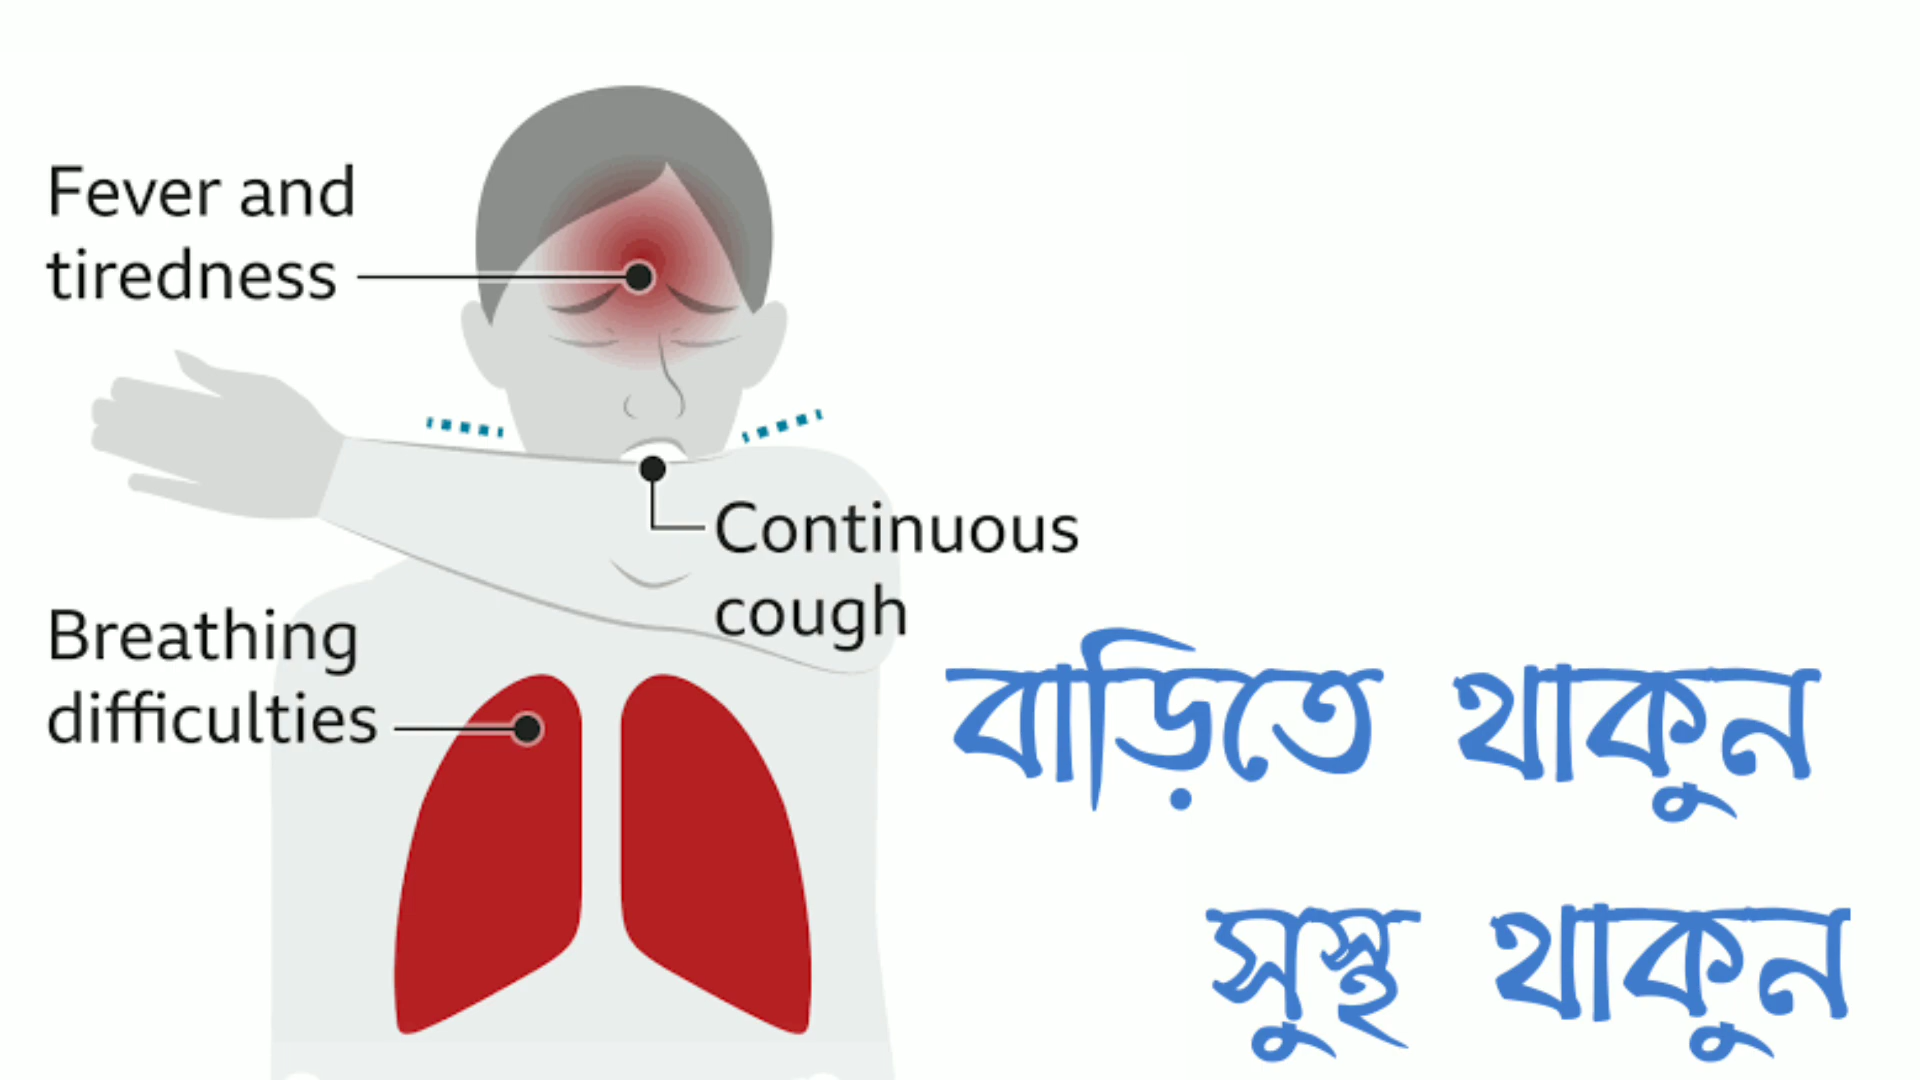 Fever and
tiredness
Continuous
cough
Breathing
difficulties
বাড়িতে থাকুন
সুস্থ থাকুন